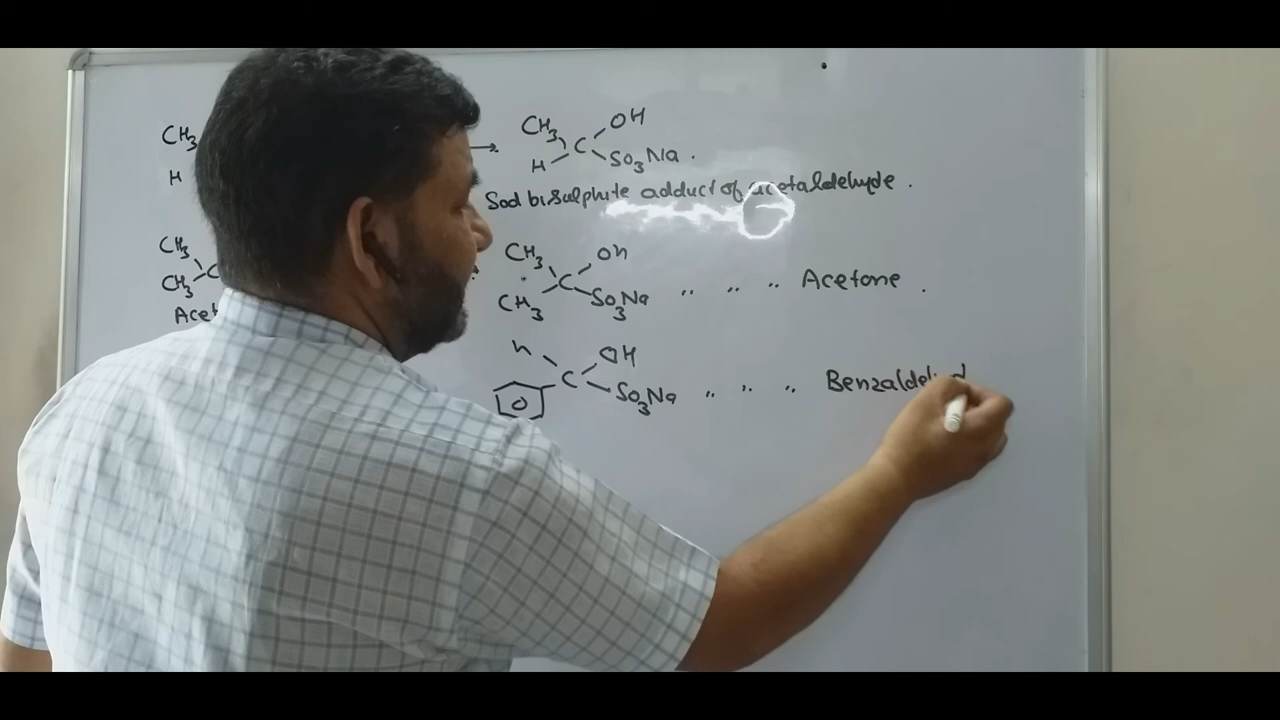 CH3 → CH3 C OH
H H SO3Na .
Sod bisulphite adduct of acetaldehyde .
CH3 CH3 OH
C C
CH3 CH3 SO3Na " " " Acetone .
Acet
H OH
C
SO3Na " " " Benzaldehyd